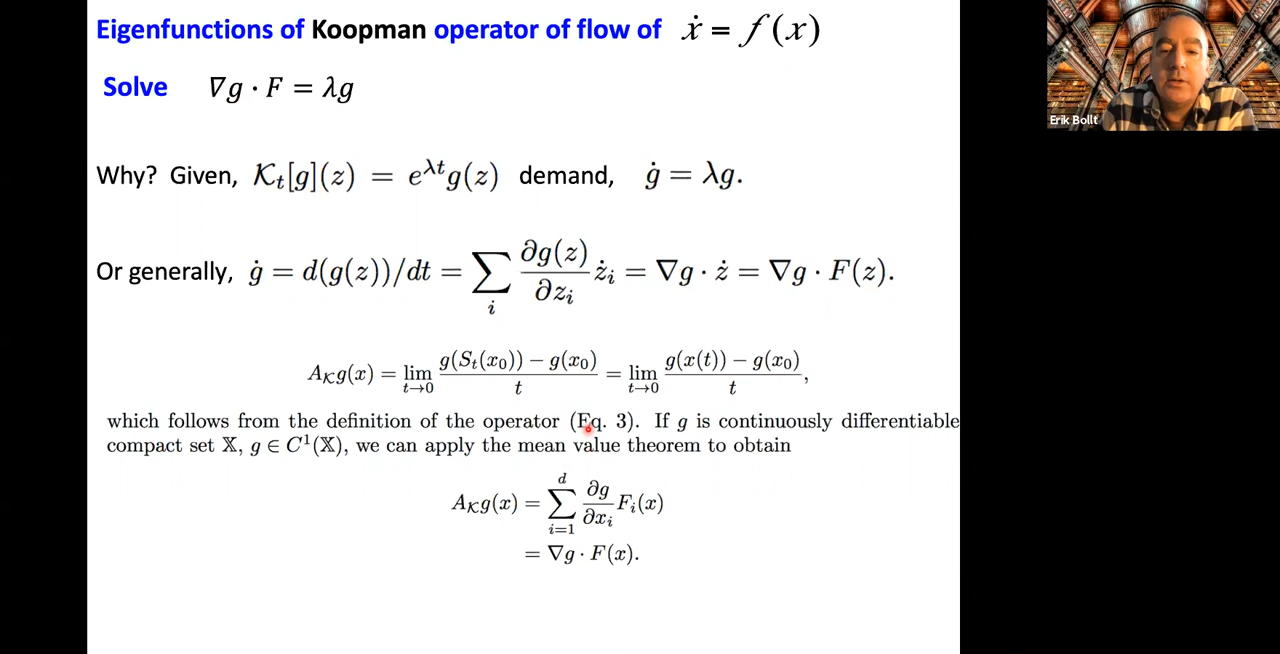 Eigenfunctions of Koopman operator of flow of ẋ = f(x)
Solve ∇g · F = λg
Erik Bollt
Why? Given, 𝒦ₜ[g](z) = e^{λt}g(z) demand, ġ = λg.
Or generally, ġ = d(g(z))/dt = ∑_i ∂g(z)/∂z_i ż_i = ∇g · ż = ∇g · F(z).
A_𝒦g(x) = lim_{t→0} (g(S_t(x_0)) − g(x_0))/t = lim_{t→0} (g(x(t)) − g(x_0))/t,
which follows from the definition of the operator (Eq. 3). If g is continuously differentiable
compact set 𝕏, g ∈ C¹(𝕏), we can apply the mean value theorem to obtain
A_𝒦g(x) = ∑_{i=1}^{d} ∂g/∂x_i F_i(x)
= ∇g · F(x).